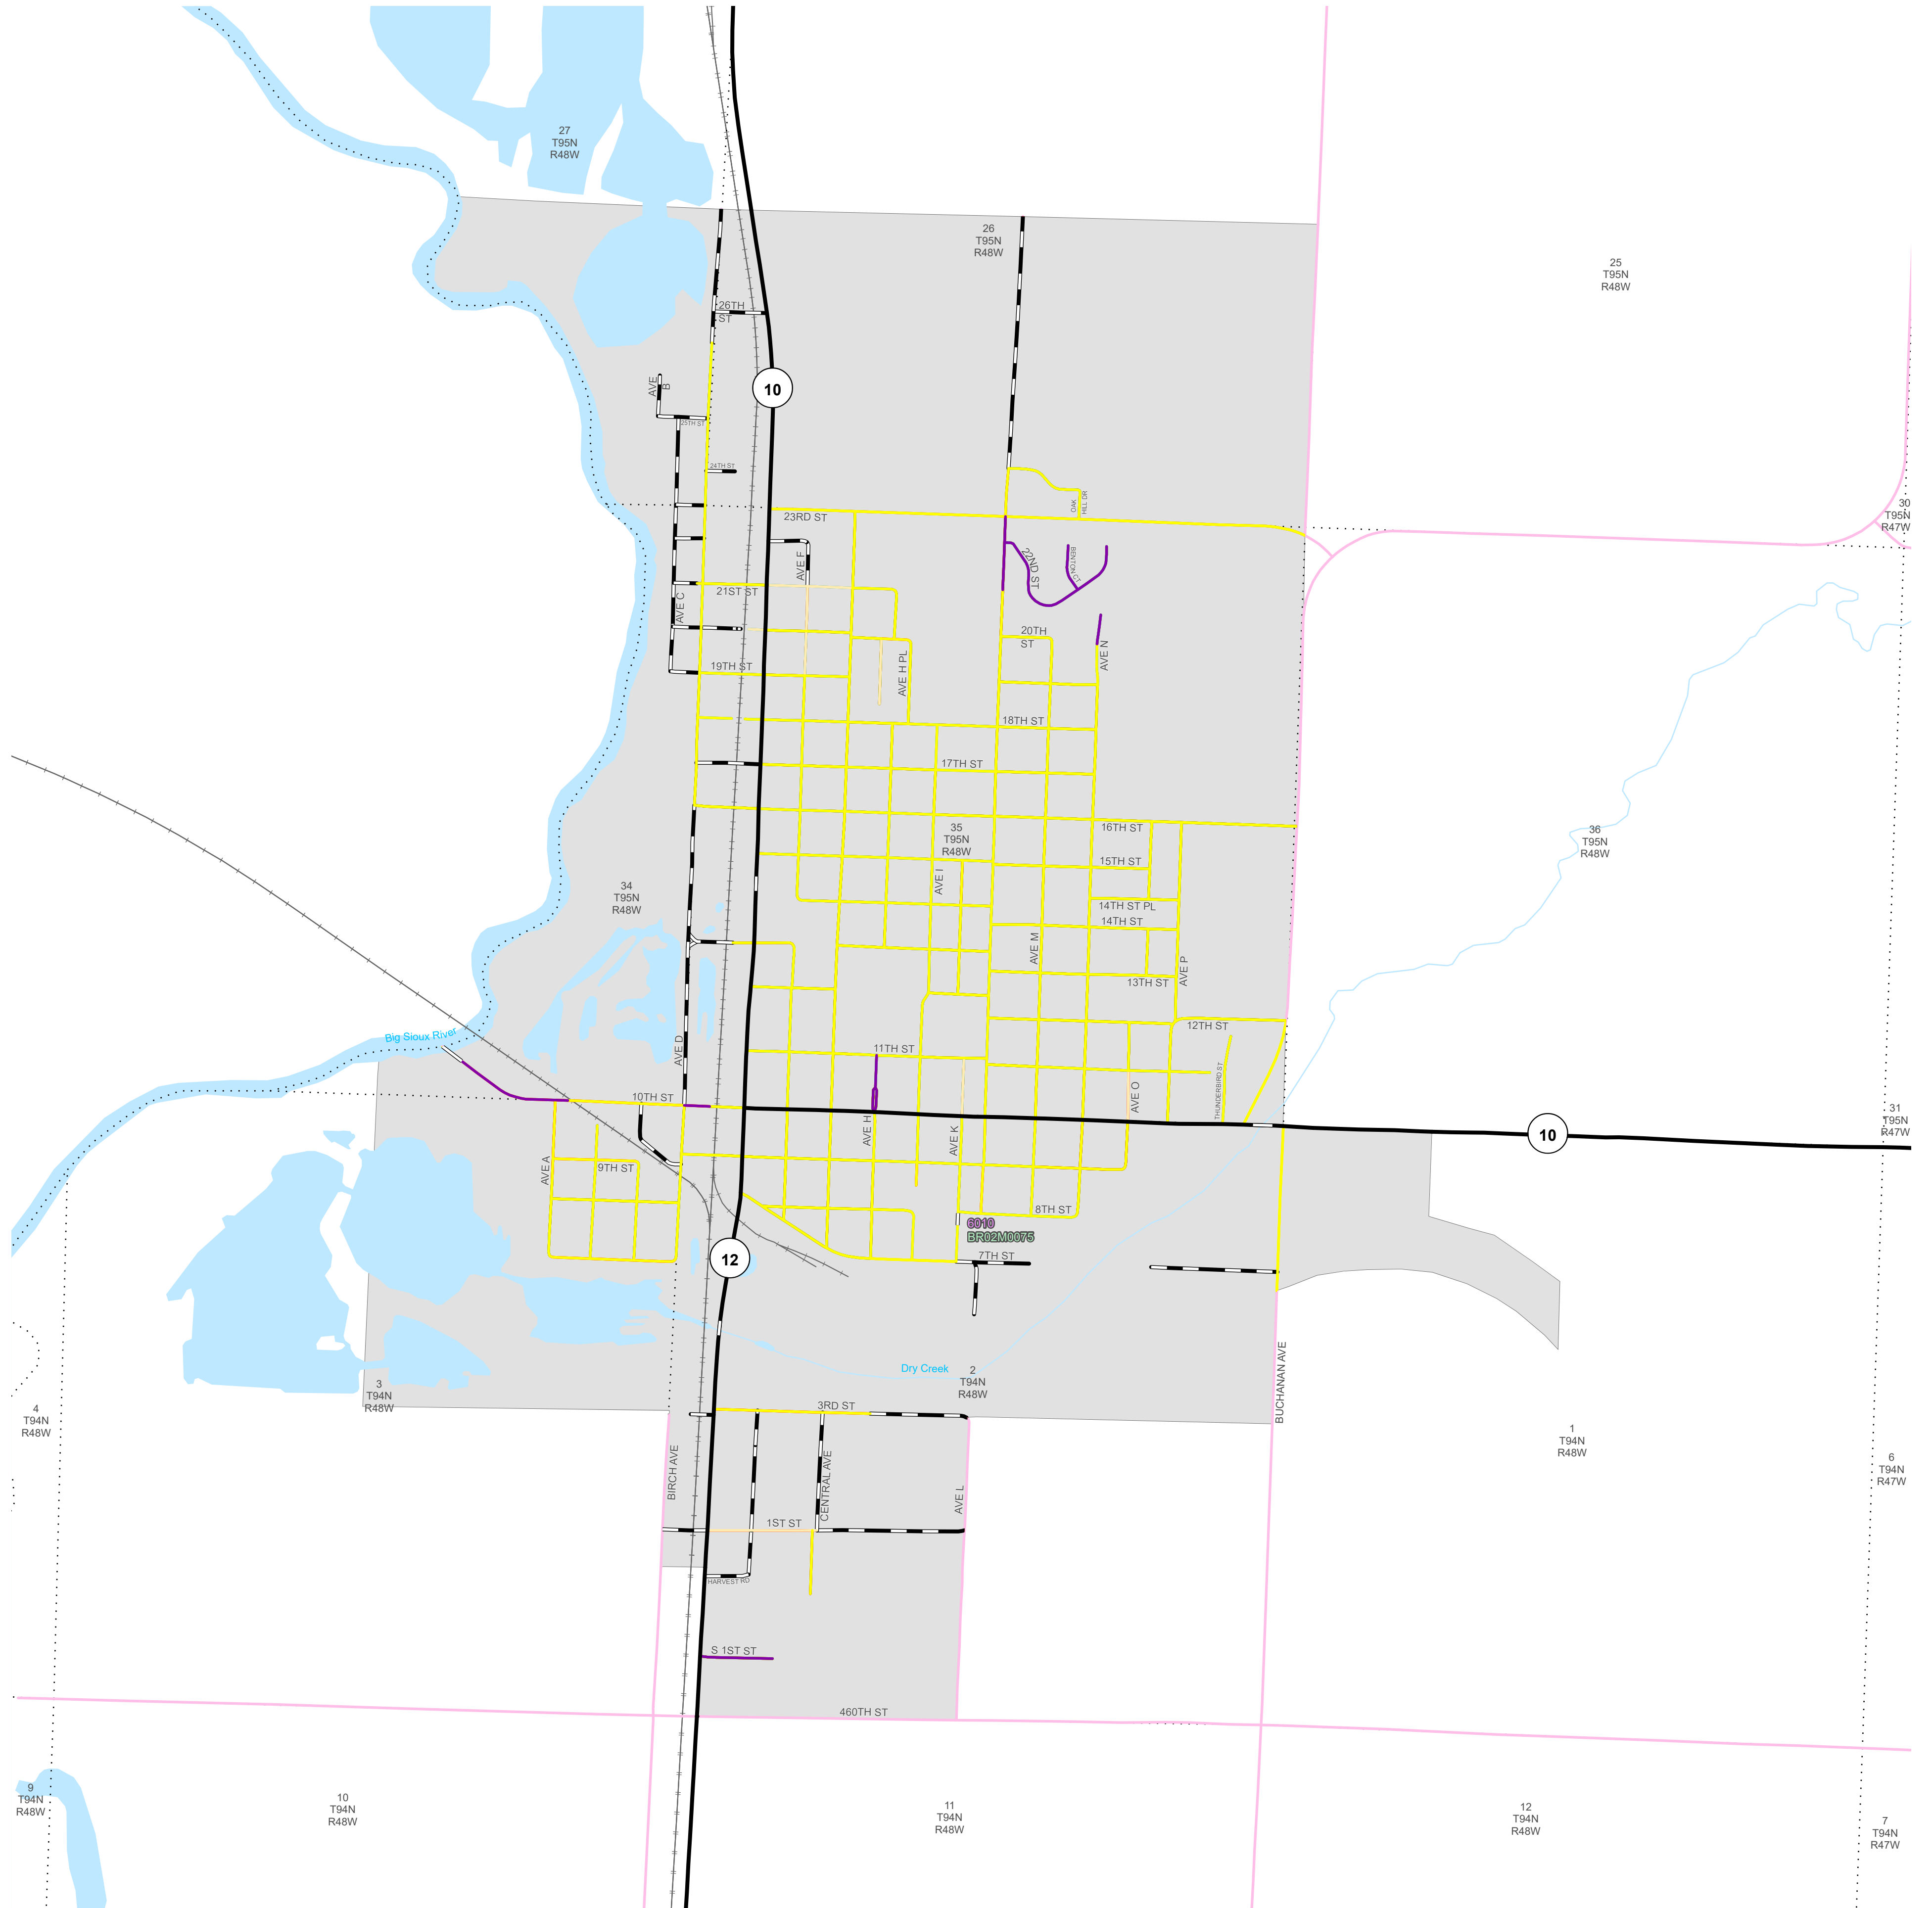 27
T95N
R48W
26
T95N
R48W
25
T95N
R48W
26TH
ST
AVE
B
10
25TH ST
24TH ST
OAK
HILL DR
23RD ST
30
T95N
R47W
AVE F
22ND ST
BENTON CT
21ST ST
AVE C
20TH
ST
19TH ST
AVE H PL
AVE N
18TH ST
17TH ST
16TH ST
35
T95N
R48W
36
T95N
R48W
15TH ST
AVE I
34
T95N
R48W
14TH ST PL
14TH ST
AVE M
AVE P
13TH ST
12TH ST
Big Sioux River
AVE D
11TH ST
THUNDERBIRD ST
10TH ST
AVE O
31
T95N
R47W
AVE H
AVE K
10
AVE A
9TH ST
8TH ST
6010
BR02M0075
12
7TH ST
Dry Creek
2
T94N
R48W
BUCHANAN AVE
3
T94N
R48W
4
T94N
R48W
3RD ST
1
T94N
R48W
BIRCH AVE
CENTRAL AVE
AVE L
6
T94N
R47W
1ST ST
HARVEST RD
S 1ST ST
460TH ST
9
T94N
R48W
10
T94N
R48W
11
T94N
R48W
12
T94N
R48W
7
T94N
R47W